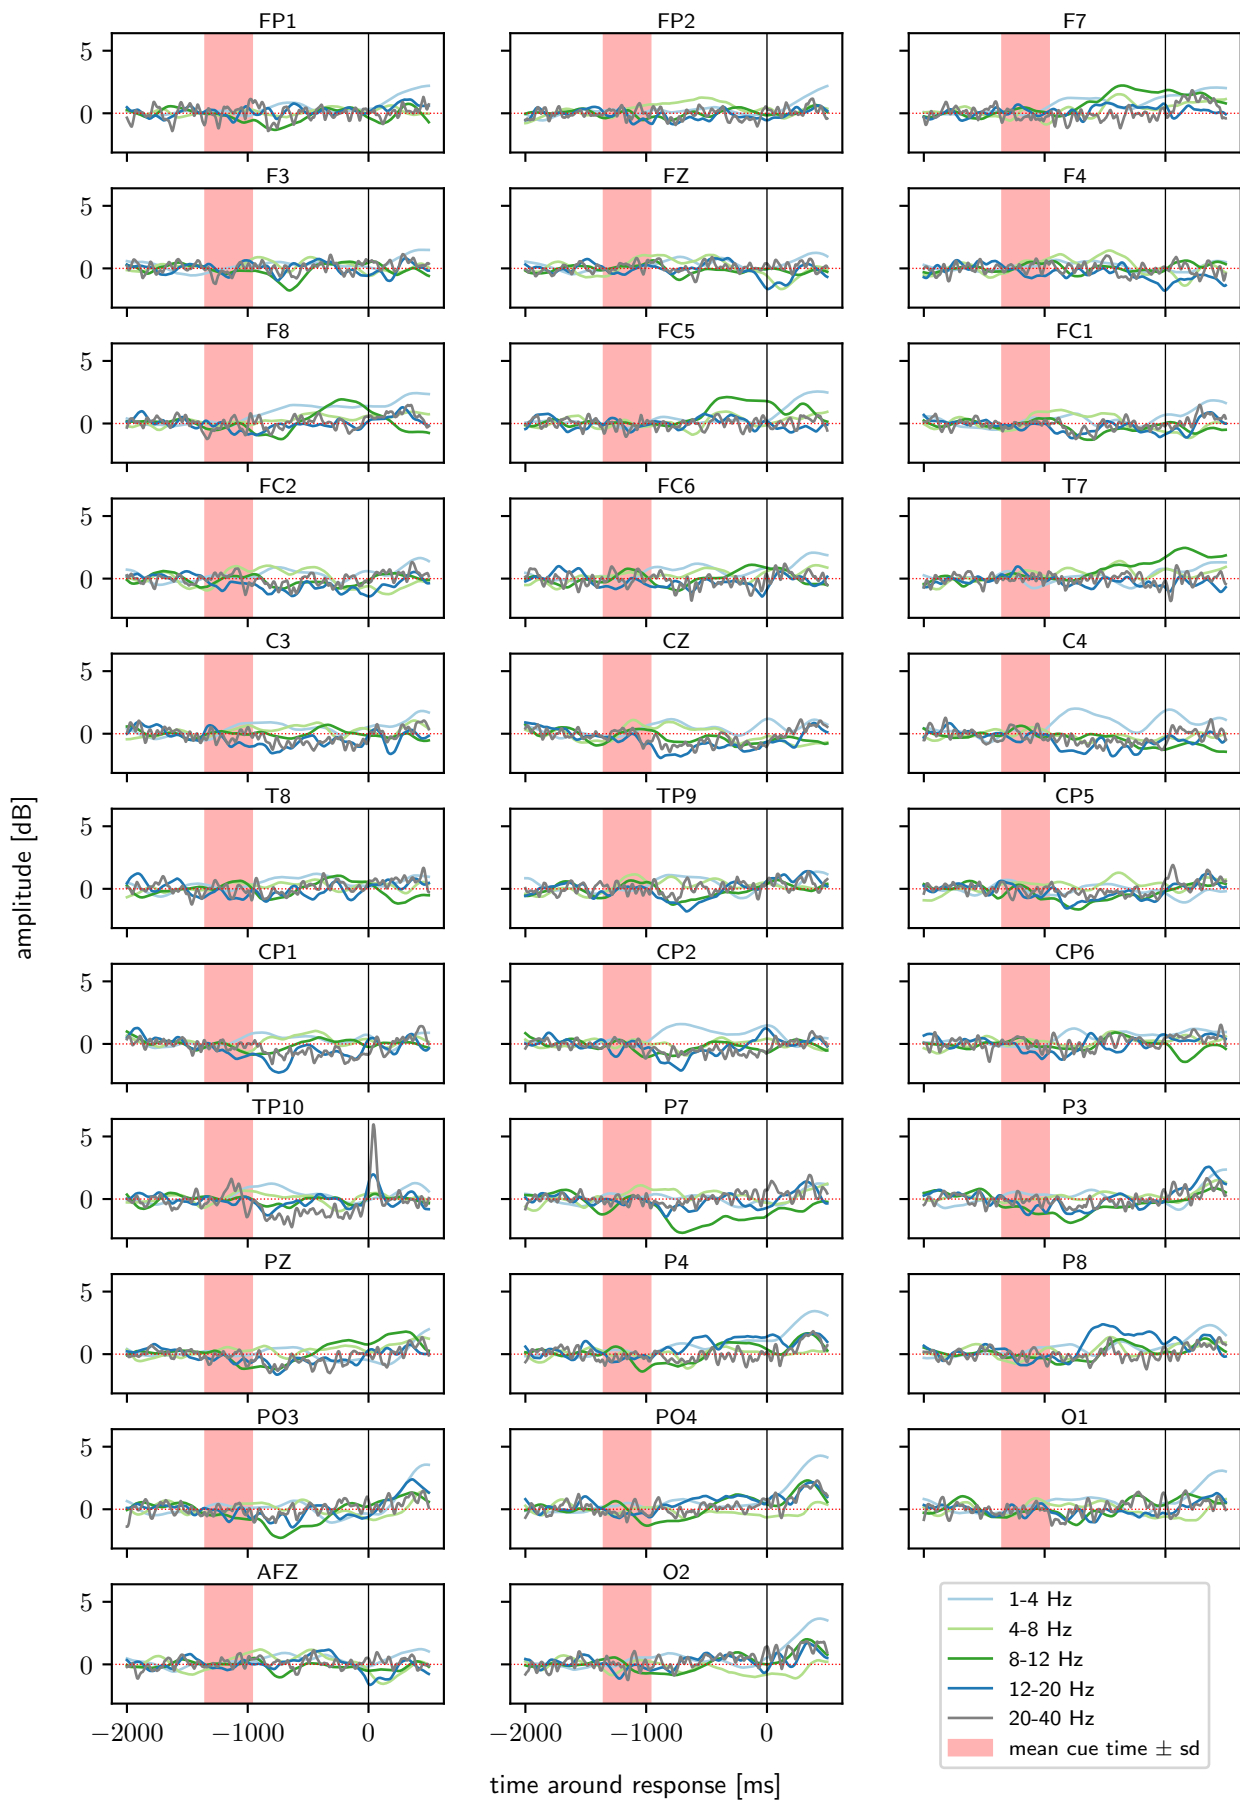 FP1 FP2 F7
5
0
F3 FZ F4
5
0
F8 FC5 FC1
5
0
FC2 FC6 T7
5
0
C3 CZ C4
5
0
T8 TP9 CP5
5
0
CP1 CP2 CP6
5
0
TP10 P7 P3
5
0
PZ P4 P8
5
0
PO3 PO4 O1
5
0
AFZ O2
5
0
−2000 −1000 0 −2000 −1000 0
amplitude [dB]
time around response [ms]
1-4 Hz
4-8 Hz
8-12 Hz
12-20 Hz
20-40 Hz
mean cue time ± sd